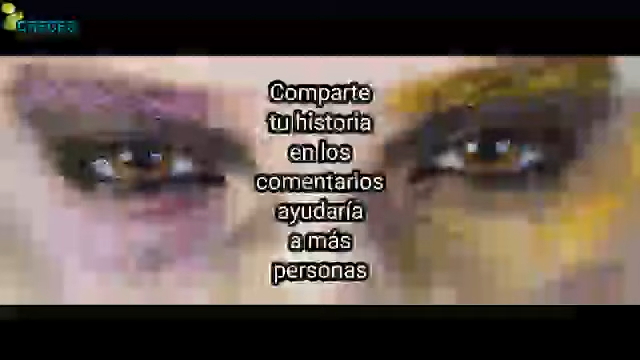 Comparte
tu historia
en los
comentarios
ayudaría
a más
personas